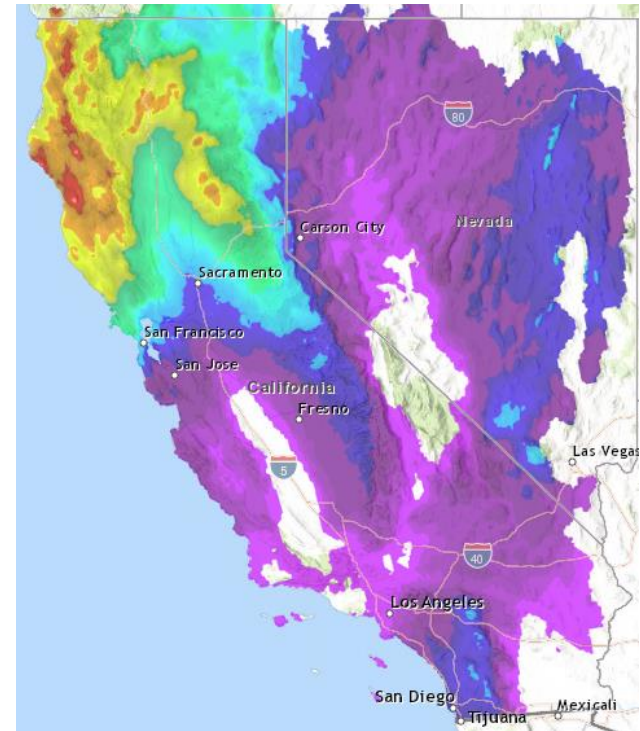 80
Nevada
Carson City
Sacramento
San Francisco
San Jose
California
Fresno
5
Las Vegas
40
Los Angeles
San Diego
Tijuana
Mexicali